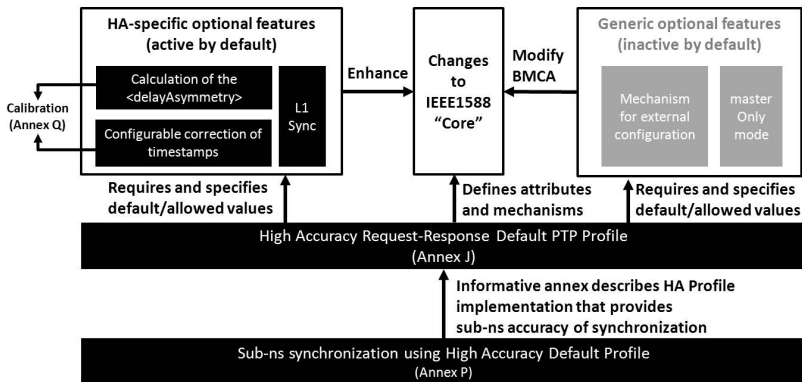 HA-specific optional features
(active by default)
Calculation of the
<delayAsymmetry>
Configurable correction of
timestamps
L1
Sync
Calibration
(Annex Q)
Enhance
Changes
to
IEEE1588
“Core”
Modify
BMCA
Generic optional features
(inactive by default)
Mechanism
for external
configuration
master
Only
mode
Requires and specifies
default/allowed values
Defines attributes
and mechanisms
Requires and specifies
default/allowed values
High Accuracy Request-Response Default PTP Profile
(Annex J)
Informative annex describes HA Profile
implementation that provides
sub-ns accuracy of synchronization
Sub-ns synchronization using High Accuracy Default Profile
(Annex P)